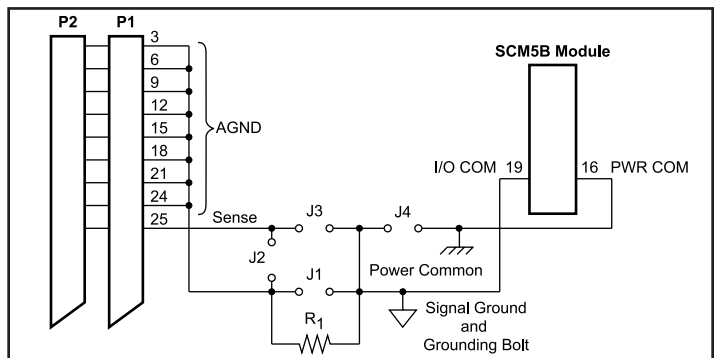 P2 P1
3
6
9
12
15
18
21
24
25
AGND
Sense
SCM5B Module
I/O COM 19 16 PWR COM
J3 J4
J2
Power Common
J1
R1
Signal Ground
and
Grounding Bolt